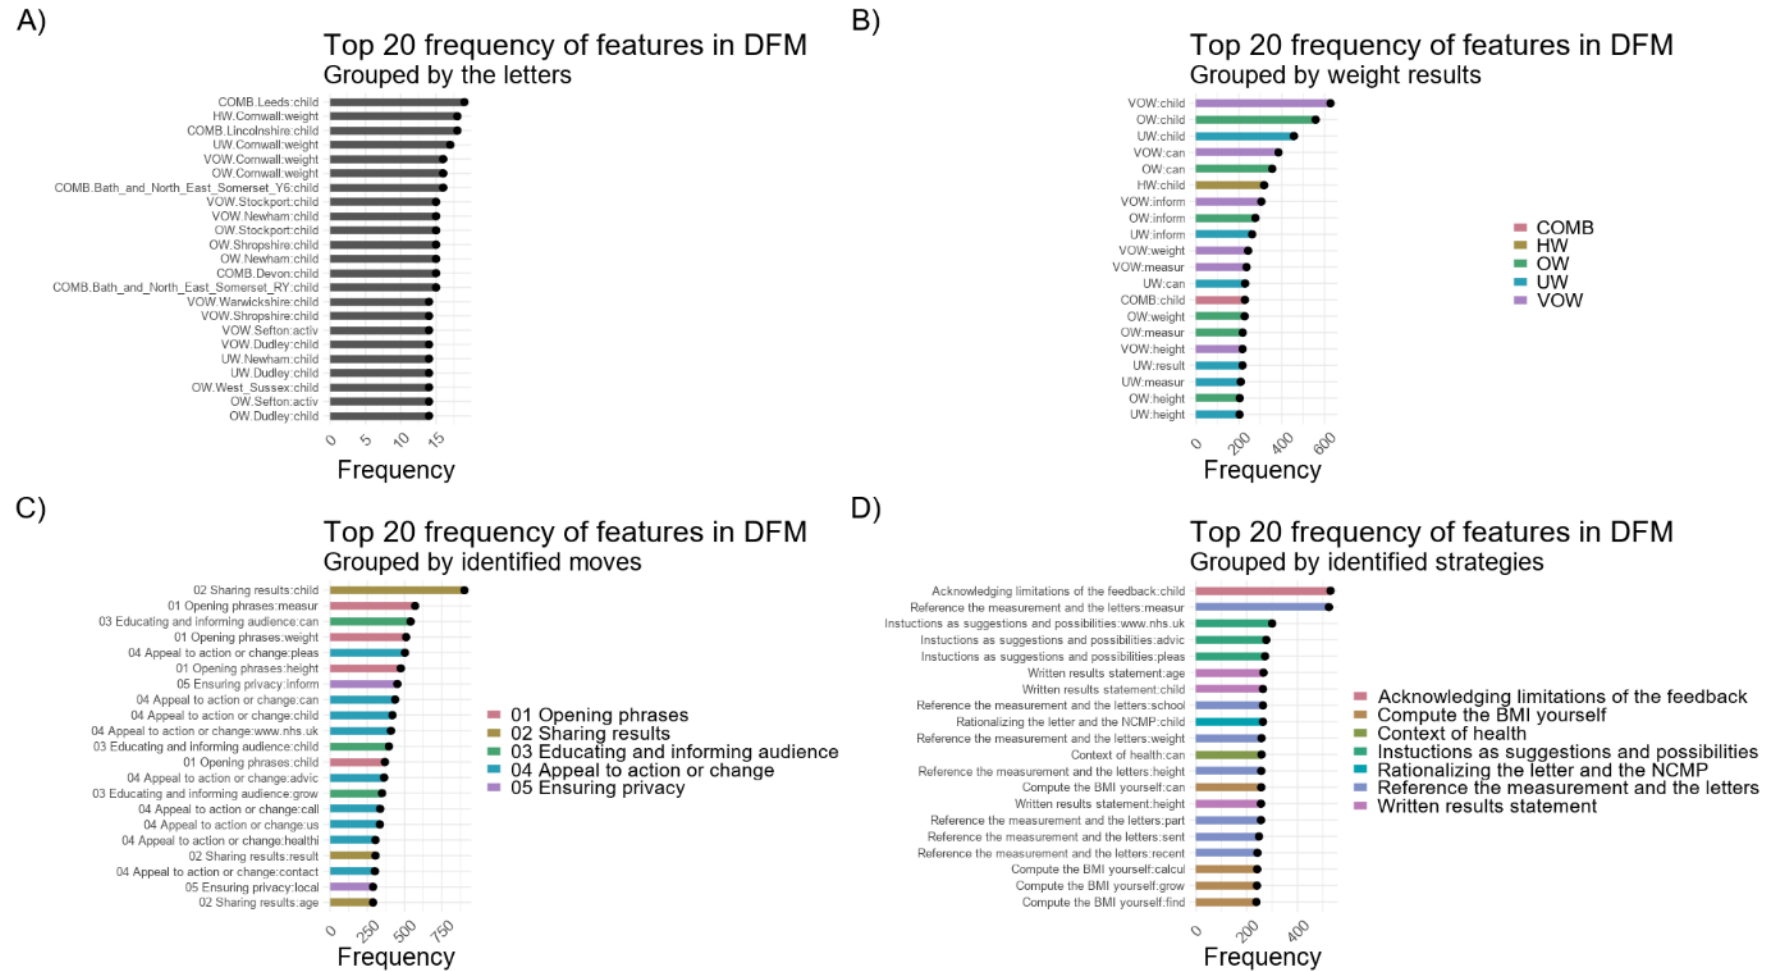 A)
Top 20 frequency of features in DFM
Grouped by the letters
COMB.Leeds:child
HW.Cornwall:weight
COMB.Lincolnshire:child
UW.Cornwall:weight
VOW.Cornwall:weight
OW.Cornwall:weight
COMB.Bath_and_North_East_Somerset_Y6:child
VOW.Stockport:child
VOW.Newham:child
OW.Stockport:child
OW.Shropshire:child
OW.Newham:child
COMB.Devon:child
COMB.Bath_and_North_East_Somerset_RY:child
VOW.Warwickshire:child
VOW.Shropshire:child
VOW.Sefton:activ
VOW.Dudley:child
UW.Newham:child
UW.Dudley:child
OW.West_Sussex:child
OW.Sefton:activ
OW.Dudley:child
0 5 10 15
Frequency
B)
Top 20 frequency of features in DFM
Grouped by weight results
VOW:child
OW:child
UW:child
VOW:can
OW:can
HW:child
VOW:inform
OW:inform
UW:inform
VOW:weight
VOW:measur
UW:can
COMB:child
OW:weight
OW:measur
VOW:height
UW:result
UW:measur
OW:height
UW:height
0 200 400 600
Frequency
COMB
HW
OW
UW
VOW
C)
Top 20 frequency of features in DFM
Grouped by identified moves
02 Sharing results:child
01 Opening phrases:measur
03 Educating and informing audience:can
01 Opening phrases:weight
04 Appeal to action or change:pleas
01 Opening phrases:height
05 Ensuring privacy:inform
04 Appeal to action or change:can
04 Appeal to action or change:child
04 Appeal to action or change:www.nhs.uk
03 Educating and informing audience:child
01 Opening phrases:child
04 Appeal to action or change:advic
03 Educating and informing audience:grow
04 Appeal to action or change:call
04 Appeal to action or change:us
04 Appeal to action or change:healthi
02 Sharing results:result
04 Appeal to action or change:contact
05 Ensuring privacy:local
02 Sharing results:age
0 250 500 750
Frequency
01 Opening phrases
02 Sharing results
03 Educating and informing audience
04 Appeal to action or change
05 Ensuring privacy
D)
Top 20 frequency of features in DFM
Grouped by identified strategies
Acknowledging limitations of the feedback:child
Reference the measurement and the letters:measur
Instuctions as suggestions and possibilities:www.nhs.uk
Instuctions as suggestions and possibilities:advic
Instuctions as suggestions and possibilities:pleas
Written results statement:age
Written results statement:child
Reference the measurement and the letters:school
Rationalizing the letter and the NCMP:child
Reference the measurement and the letters:weight
Context of health:can
Reference the measurement and the letters:height
Compute the BMI yourself:can
Written results statement:height
Reference the measurement and the letters:part
Reference the measurement and the letters:sent
Reference the measurement and the letters:recent
Compute the BMI yourself:calcul
Compute the BMI yourself:grow
Compute the BMI yourself:find
0 200 400
Frequency
Acknowledging limitations of the feedback
Compute the BMI yourself
Context of health
Instuctions as suggestions and possibilities
Rationalizing the letter and the NCMP
Reference the measurement and the letters
Written results statement